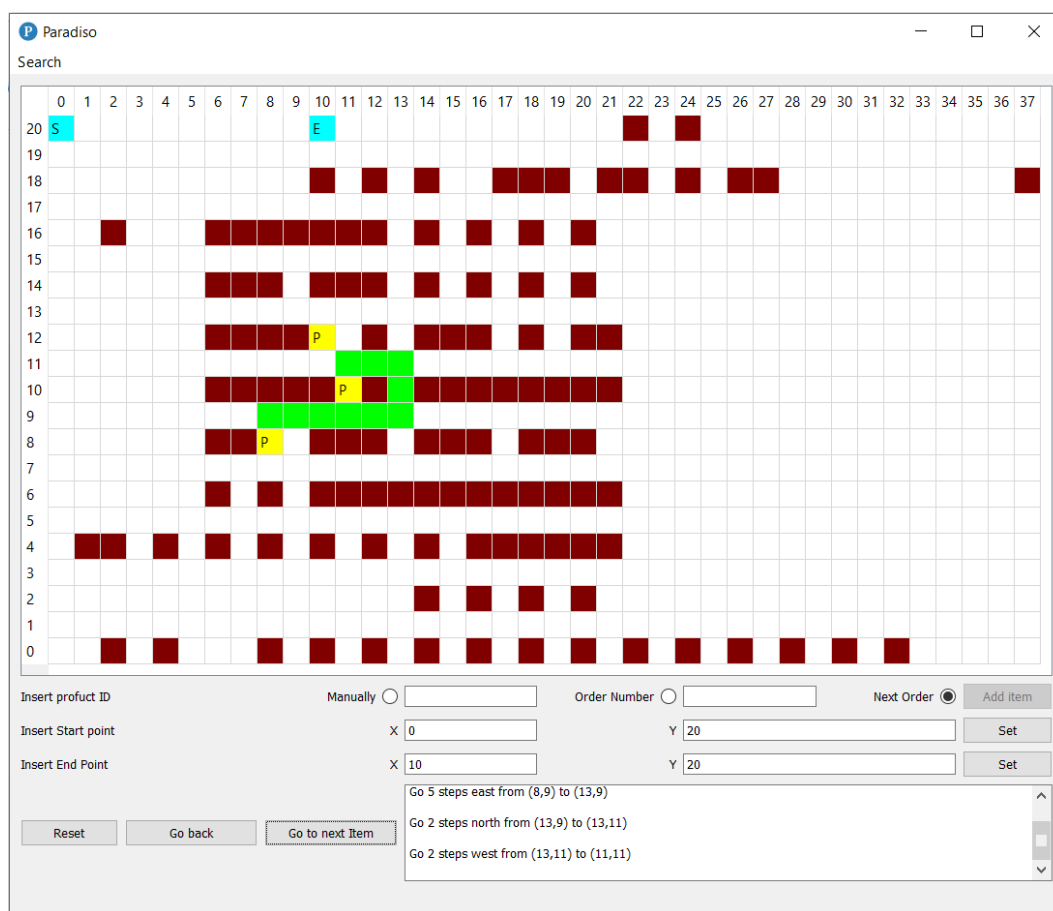 P Paradiso
Search
0 1 2 3 4 5 6 7 8 9 10 11 12 13 14 15 16 17 18 19 20 21 22 23 24 25 26 27 28 29 30 31 32 33 34 35 36 37
20 S E
19
18
17
16
15
14
13
12 P
11
10 P
9
8 P
7
6
5
4
3
2
1
0
Insert profuct ID Manually Order Number Next Order Add item
Insert Start point X 0 Y 20 Set
Insert End Point X 10 Y 20 Set
Go 5 steps east from (8,9) to (13,9)
Reset Go back Go to next Item Go 2 steps north from (13,9) to (13,11)
Go 2 steps west from (13,11) to (11,11)